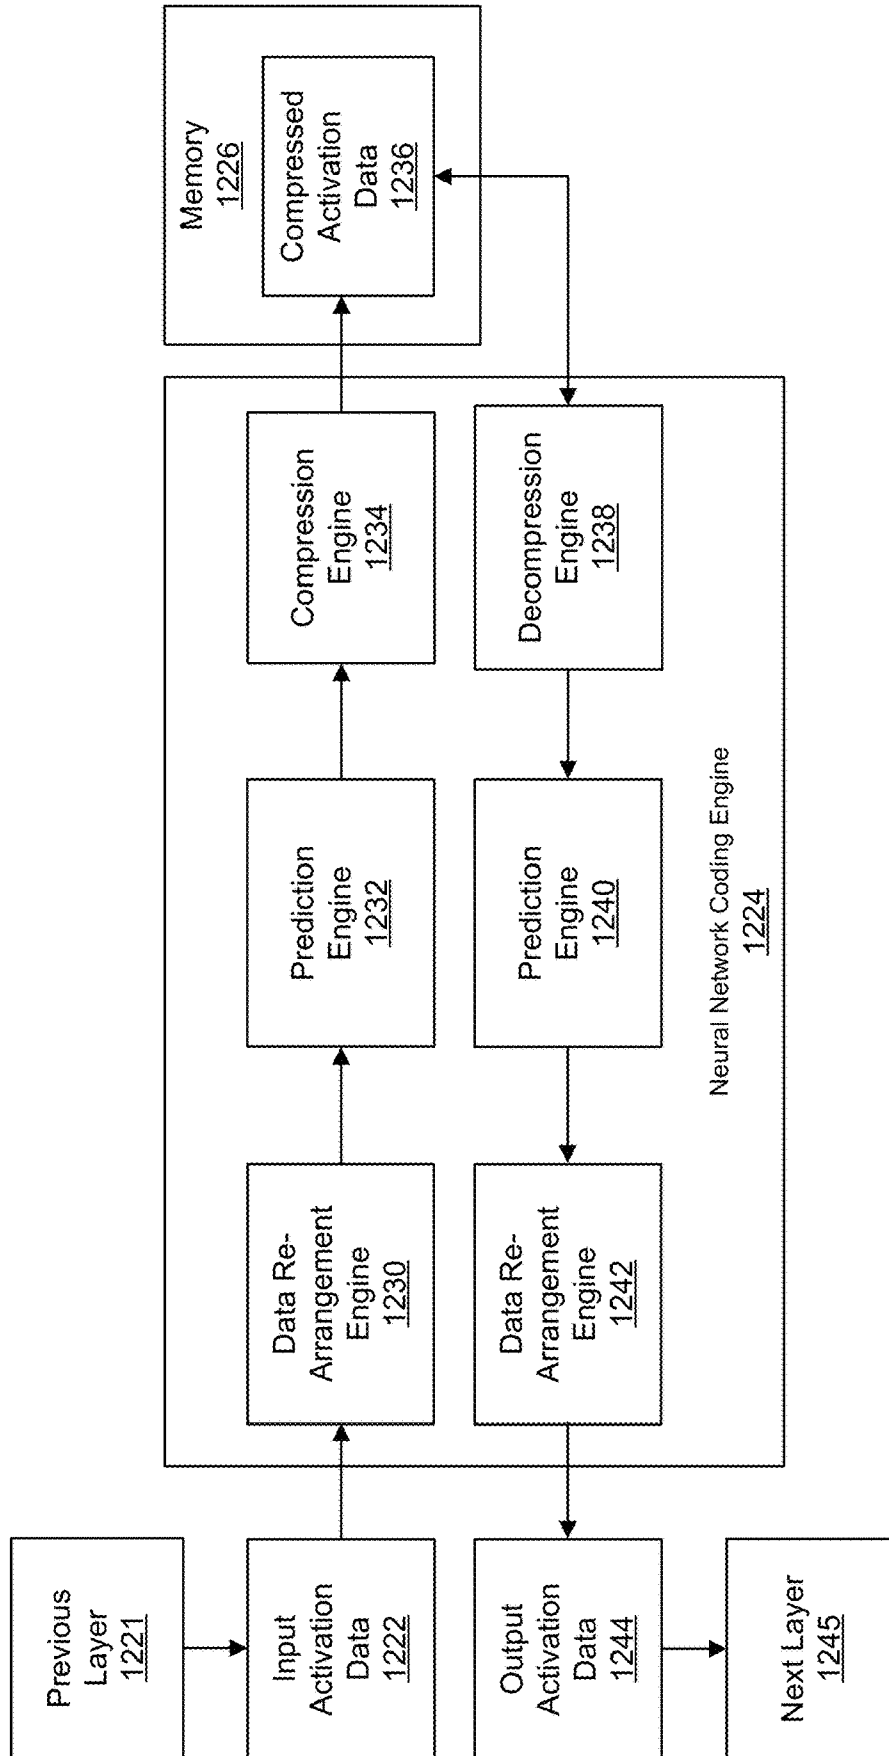 Previous
Layer
1221
Input
Activation
Data
1222
Data Re-
Arrangement
Engine
1230
Prediction
Engine
1232
Compression
Engine
1234
Memory
1226
Compressed
Activation
Data
1236
Decompression
Engine
1238
Prediction
Engine
1240
Data Re-
Arrangement
Engine
1242
Output
Activation
Data
1244
Next Layer
1245
Neural Network Coding Engine
1224